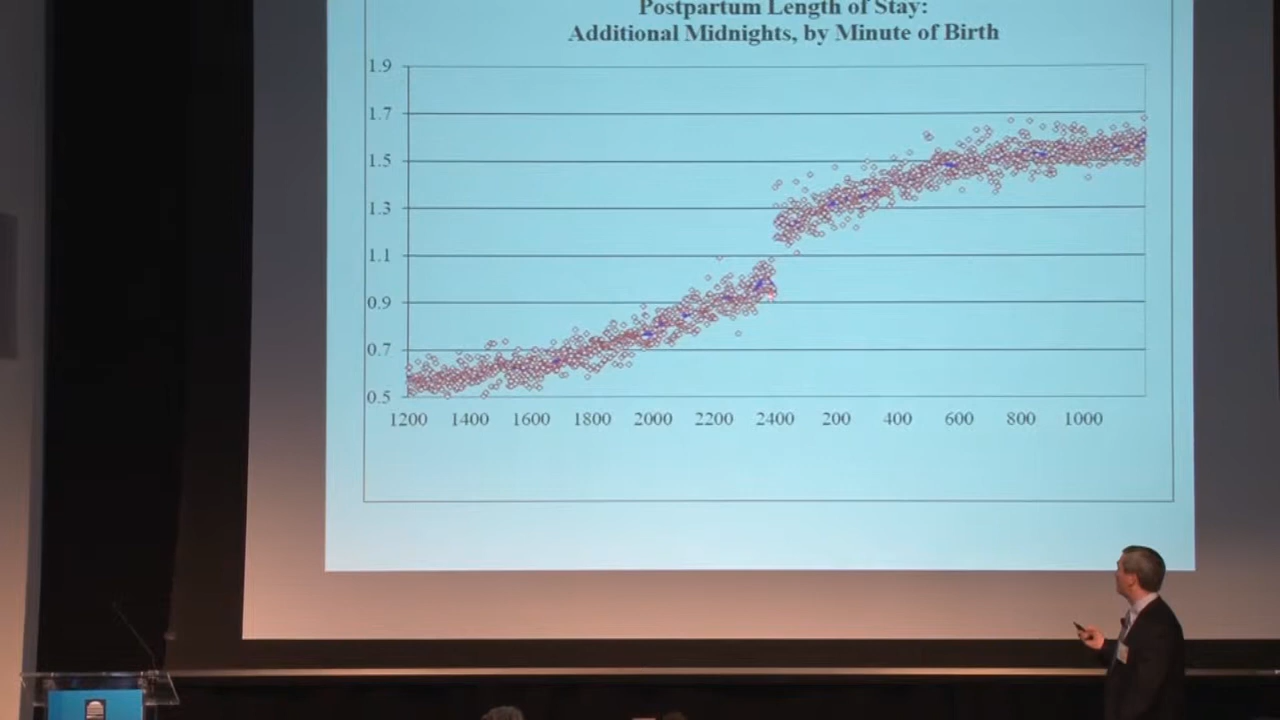 Postpartum Length of Stay:
Additional Midnights, by Minute of Birth
1.9
1.7
1.5
1.3
1.1
0.9
0.7
0.5
1200 1400 1600 1800 2000 2200 2400 200 400 600 800 1000